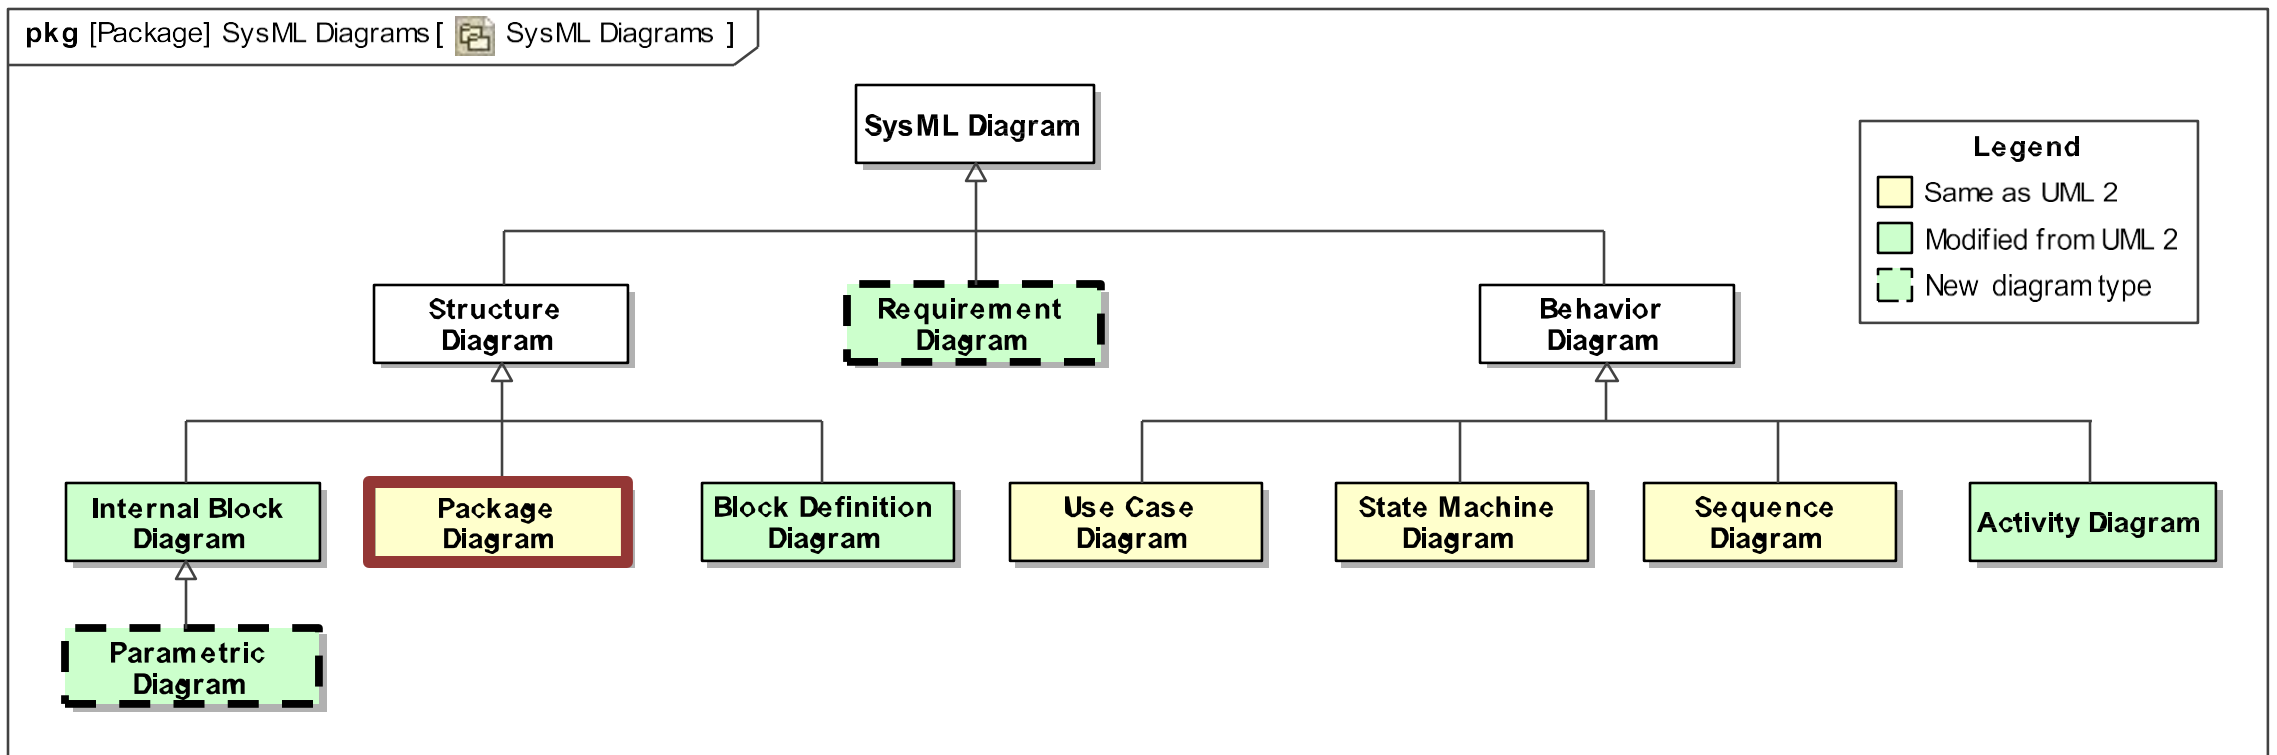 pkg [Package] SysML Diagrams [ SysML Diagrams ]
SysML Diagram
Legend
Same as UML 2
Modified from UML 2
New diagram type
Structure
Diagram
Requirement
Diagram
Behavior
Diagram
Internal Block
Diagram
Package
Diagram
Block Definition
Diagram
Use Case
Diagram
State Machine
Diagram
Sequence
Diagram
Activity Diagram
Parametric
Diagram